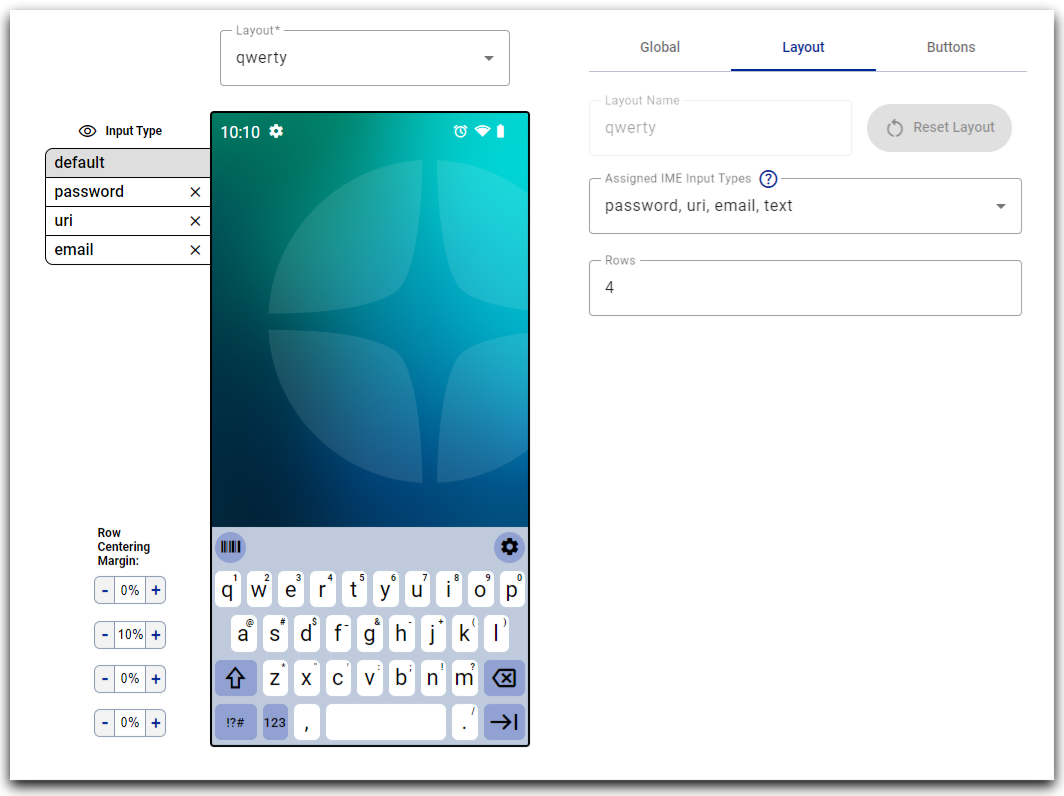 Layout*
qwerty
Global Layout Buttons
Layout Name
qwerty
Reset Layout
Assigned IME Input Types ?
password, uri, email, text
Rows
4
Input Type
default
password
uri
email
10:10
Row
Centering
Margin:
- 0% +
- 10% +
- 0% +
- 0% +
1 2 3 4 5 6 7 8 9 0
q w e r t y u i o p
@ # $ - & - + ( )
a s d f g h j k l
* " ' : ; ! ?
z x c v b n m
/
!?# 123 , .